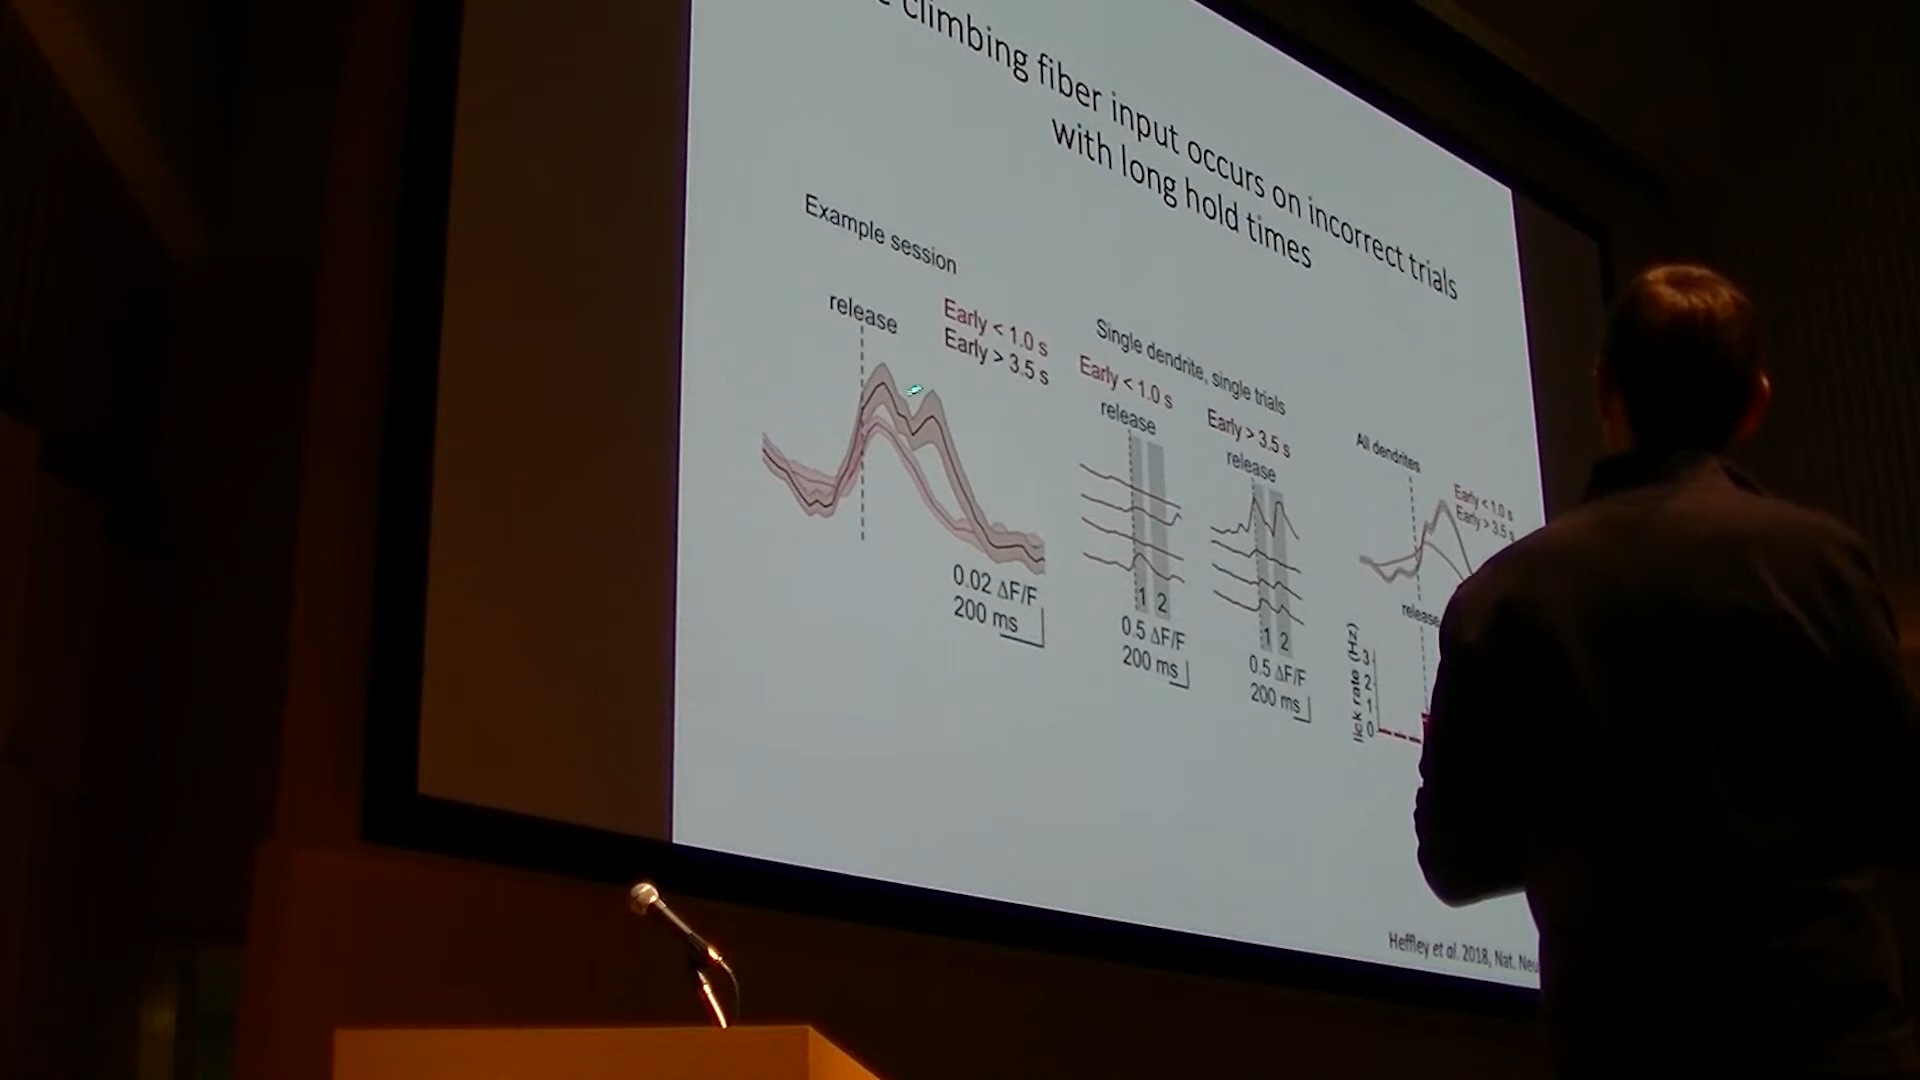 climbing fiber input occurs on incorrect trials
with long hold times
Example session
release
Early < 1.0 s
Early > 3.5 s
0.02 ΔF/F
200 ms
Single dendrite, single trials
Early < 1.0 s
release
1 2
0.5 ΔF/F
200 ms
Early > 3.5 s
release
1 2
0.5 ΔF/F
200 ms
All dendrites
Early < 1.0 s
Early > 3.5 s
release
lick rate (Hz)
3
2
1
0
Heffley et al. 2018, Nat. Neu